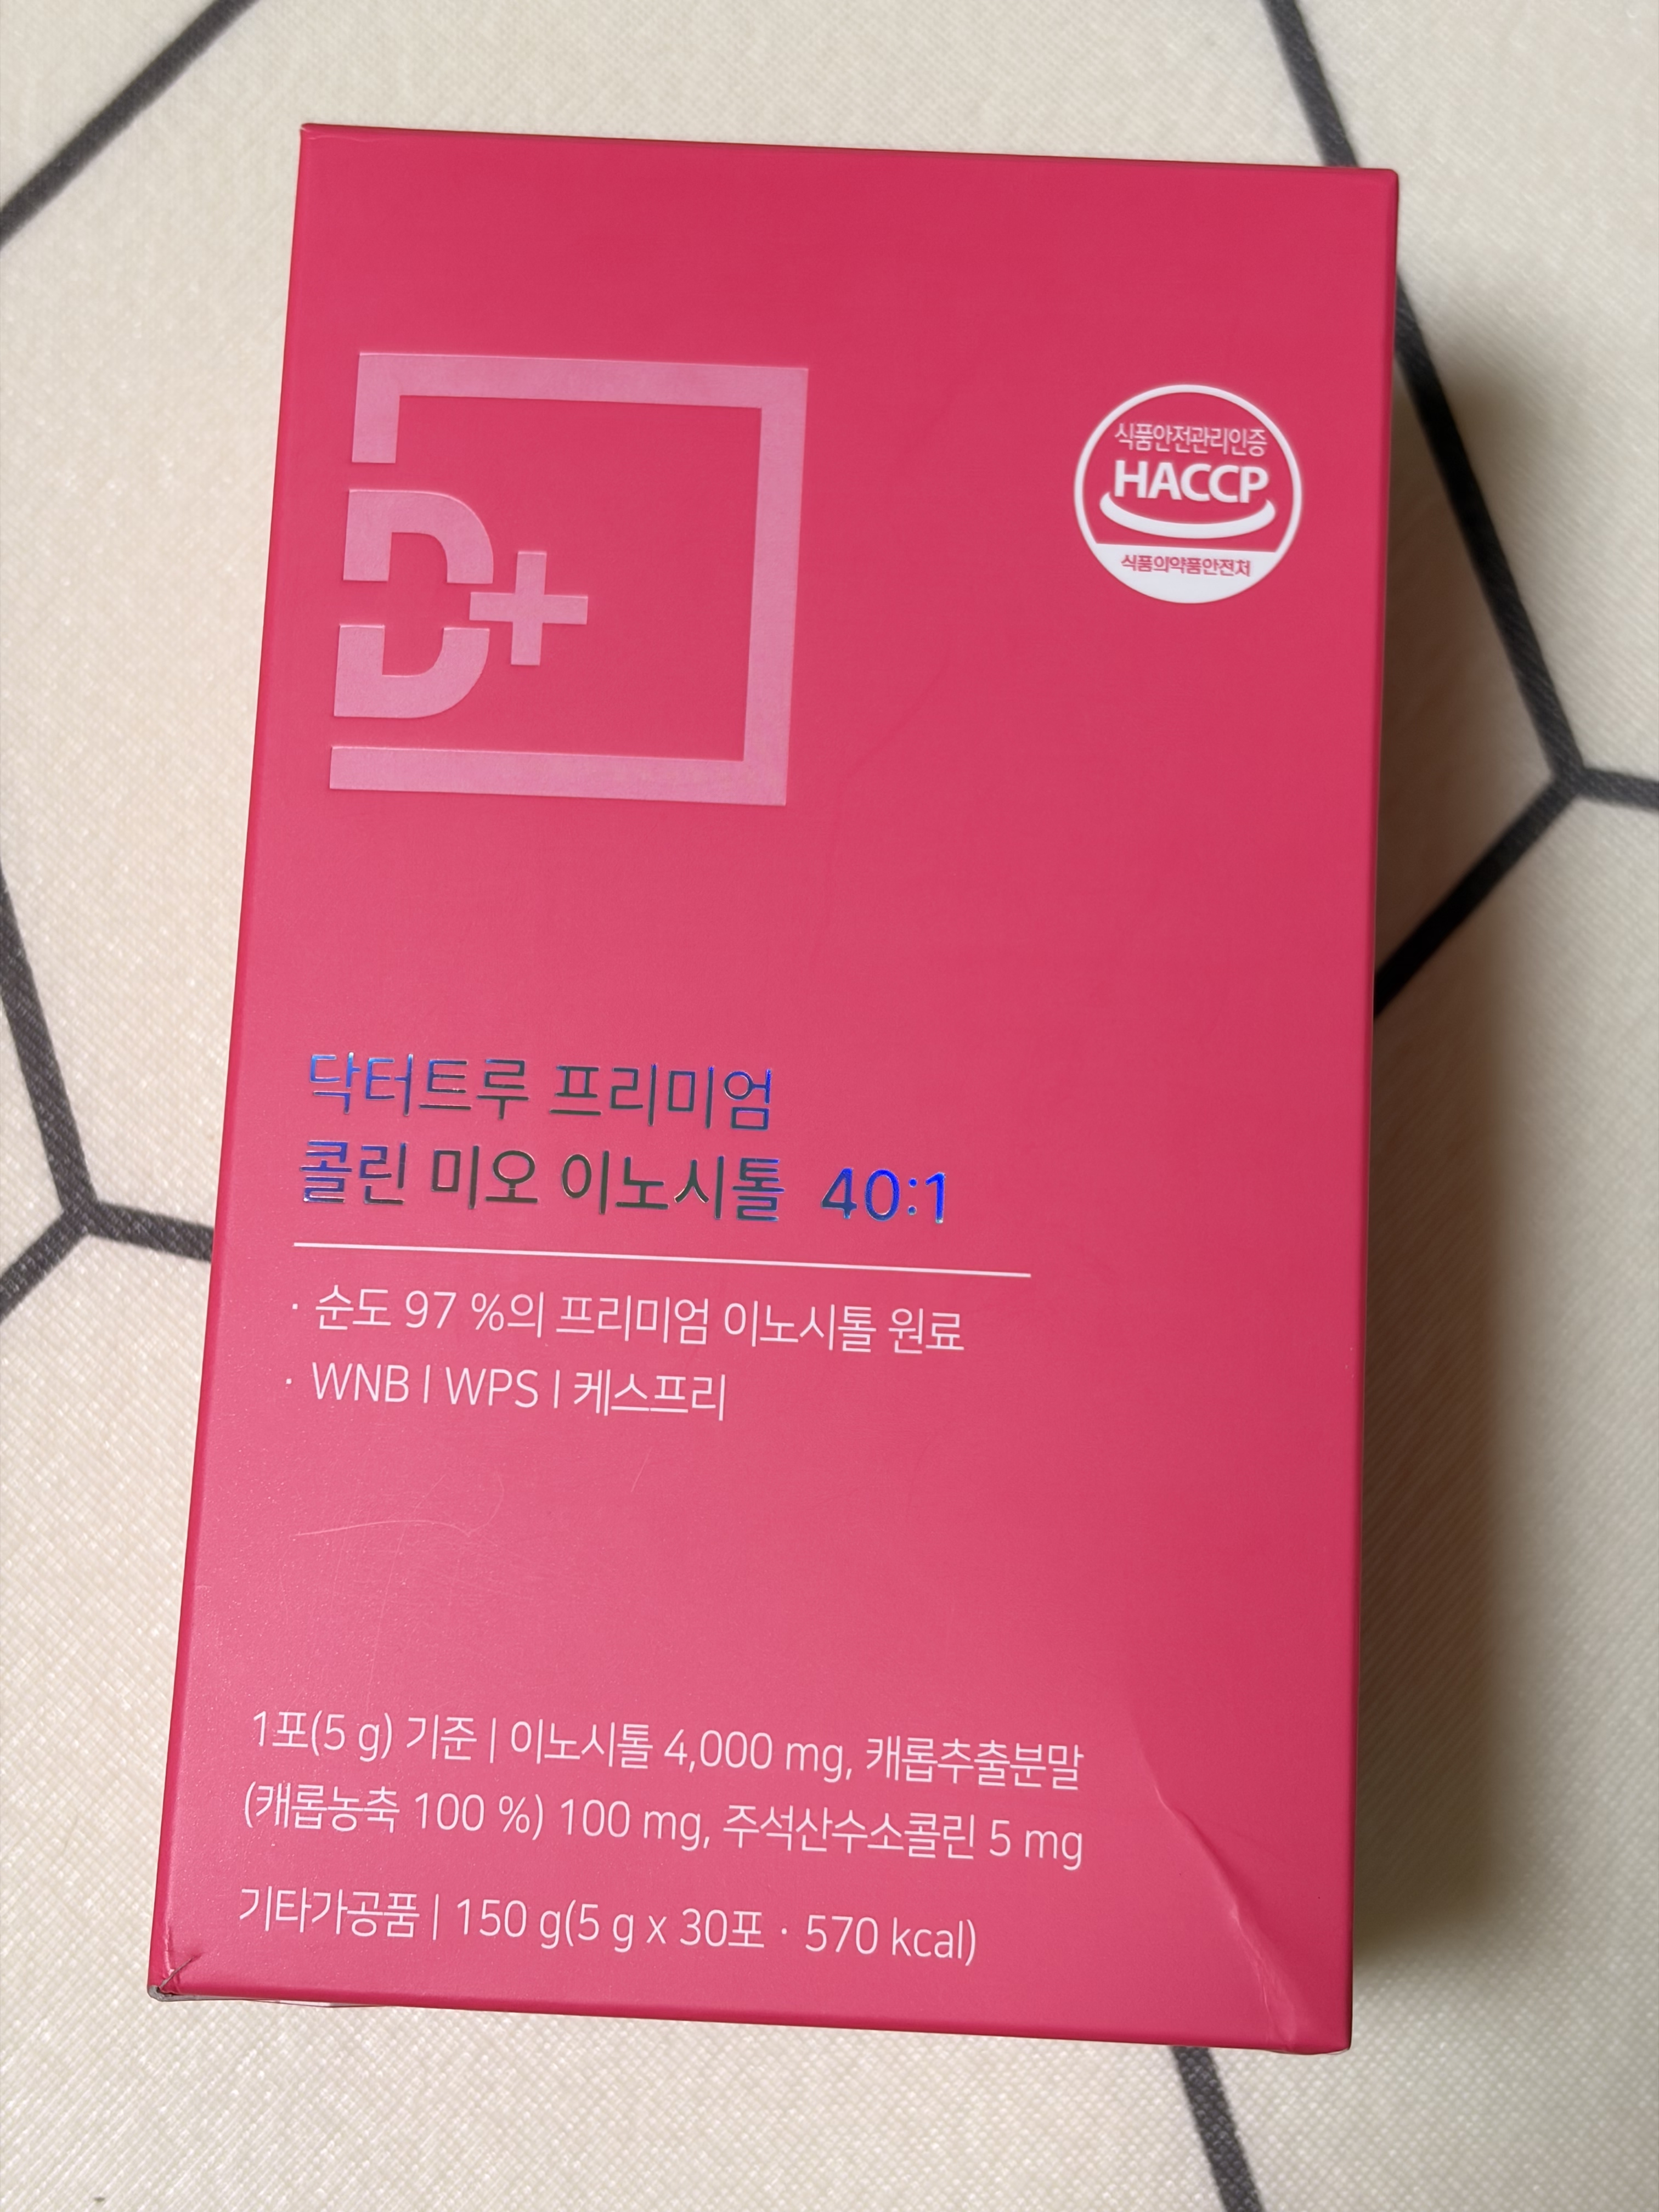 D+
식품안전관리인증
HACCP
식품의약품안전처
닥터트루 프리미엄
콜린 미오 이노시톨 40:1
· 순도 97 %의 프리미엄 이노시톨 원료
· WNB | WPS | 케스프리
1포(5 g) 기준 | 이노시톨 4,000 mg, 캐롭추출분말
(캐롭농축 100 %) 100 mg, 주석산수소콜린 5 mg
기타가공품 | 150 g(5 g x 30포 · 570 kcal)